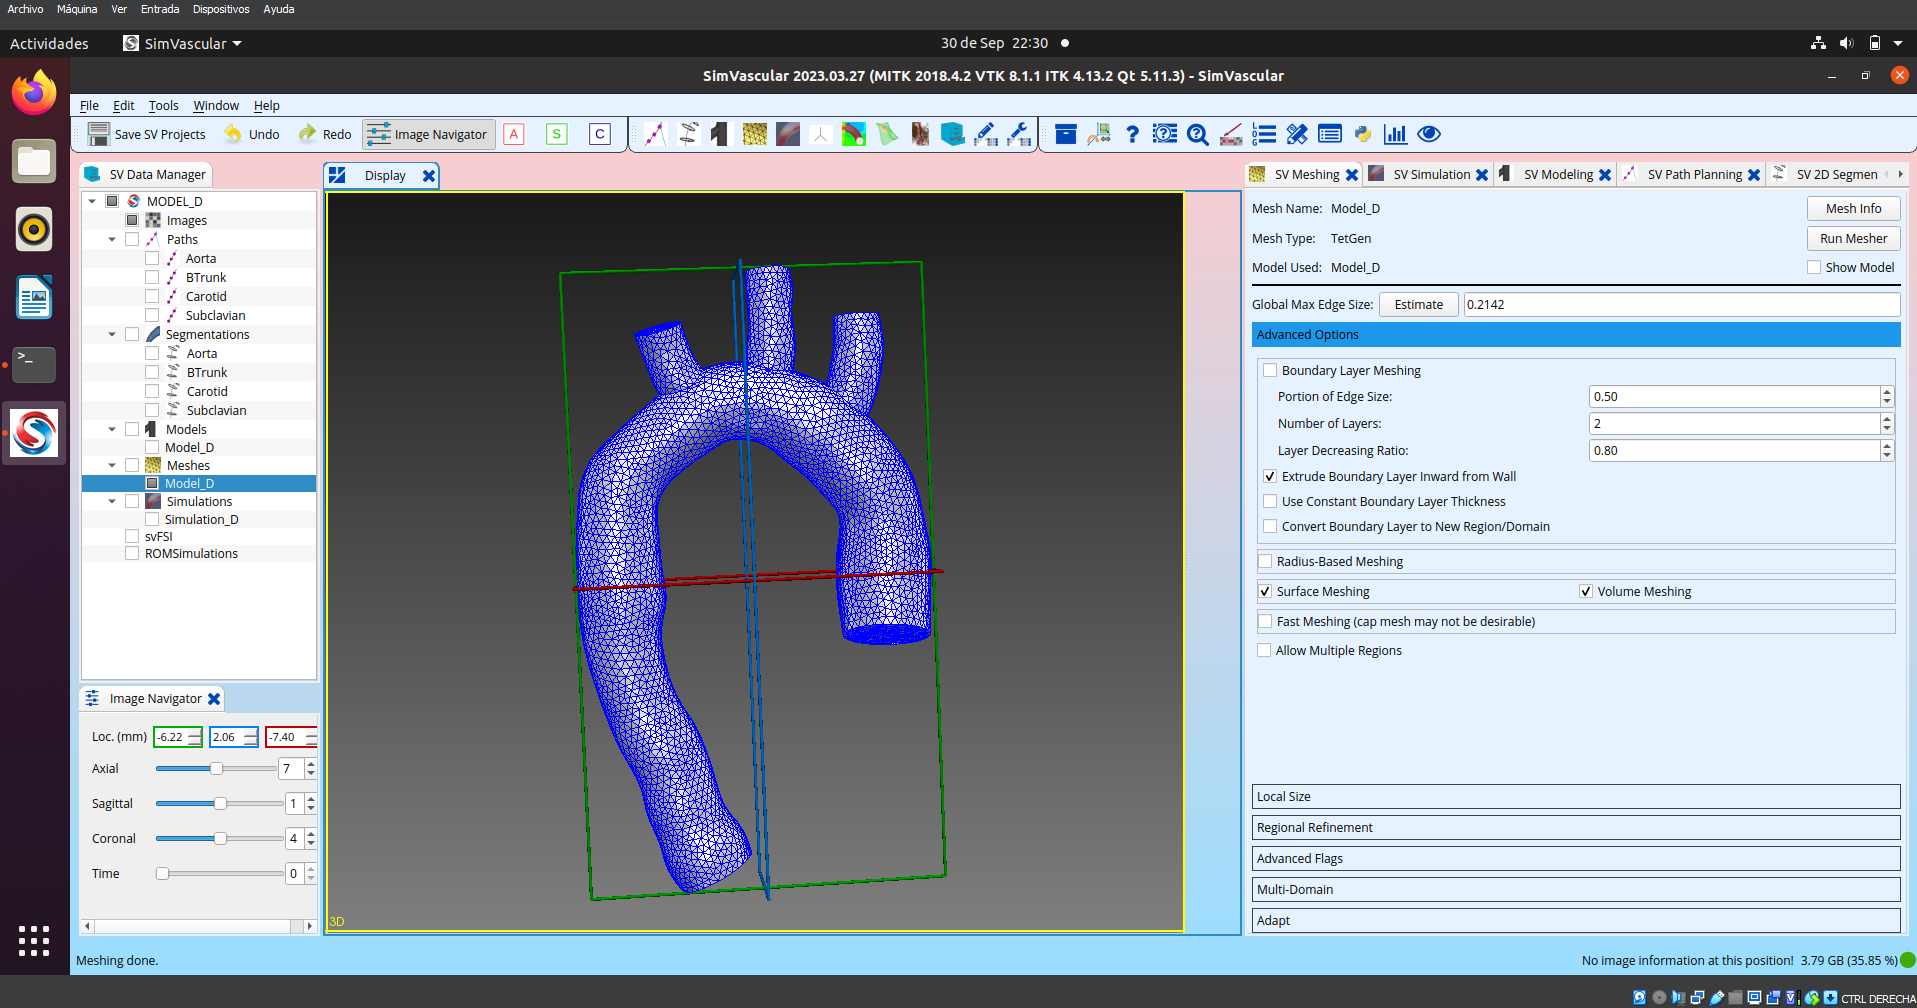 Archivo Máquina Ver Entrada Dispositivos Ayuda
Actividades SimVascular 30 de Sep 22:30
SimVascular 2023.03.27 (MITK 2018.4.2 VTK 8.1.1 ITK 4.13.2 Qt 5.11.3) - SimVascular
File Edit Tools Window Help
Save SV Projects Undo Redo Image Navigator A S C
SV Data Manager
MODEL_D
Images
Paths
Aorta
BTrunk
Carotid
Subclavian
Segmentations
Aorta
BTrunk
Carotid
Subclavian
Models
Model_D
Meshes
Model_D
Simulations
Simulation_D
svFSI
ROMSimulations
Image Navigator
Loc. (mm) -6.22 2.06 -7.40
Axial 7
Sagittal 1
Coronal 4
Time 0
Display
3D
SV Meshing SV Simulation SV Modeling SV Path Planning SV 2D Segmen
Mesh Name: Model_D Mesh Info
Mesh Type: TetGen Run Mesher
Model Used: Model_D Show Model
Global Max Edge Size: Estimate 0.2142
Advanced Options
Boundary Layer Meshing
Portion of Edge Size: 0.50
Number of Layers: 2
Layer Decreasing Ratio: 0.80
Extrude Boundary Layer Inward from Wall
Use Constant Boundary Layer Thickness
Convert Boundary Layer to New Region/Domain
Radius-Based Meshing
Surface Meshing Volume Meshing
Fast Meshing (cap mesh may not be desirable)
Allow Multiple Regions
Local Size
Regional Refinement
Advanced Flags
Multi-Domain
Adapt
Meshing done. No image information at this position! 3.79 GB (35.85 %)
CTRL DERECHA